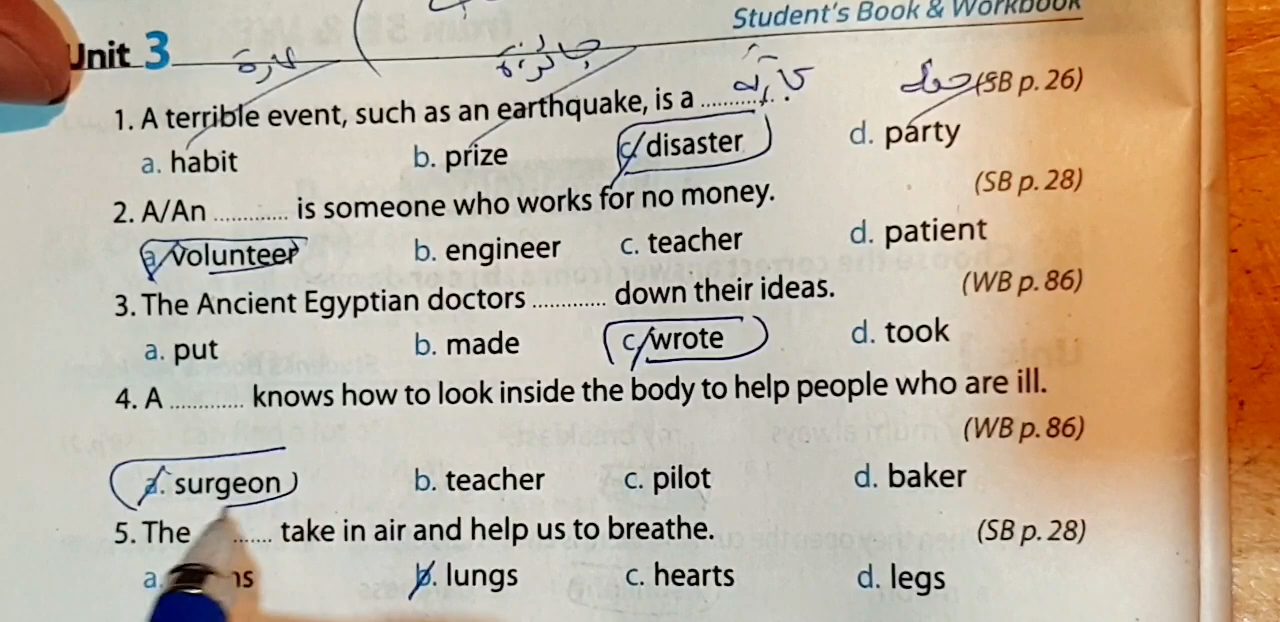 Student's Book & Workbook
Unit 3
جائزة
كارثة
(SB p. 26)
1. A terrible event, such as an earthquake, is a ............
a. habit b. prize c. disaster d. party
(SB p. 28)
2. A/An ............ is someone who works for no money.
a. volunteer b. engineer c. teacher d. patient
(WB p. 86)
3. The Ancient Egyptian doctors ............ down their ideas.
a. put b. made c. wrote d. took
4. A ............ knows how to look inside the body to help people who are ill.
(WB p. 86)
a. surgeon b. teacher c. pilot d. baker
5. The ...... take in air and help us to breathe. (SB p. 28)
a. b. lungs c. hearts d. legs